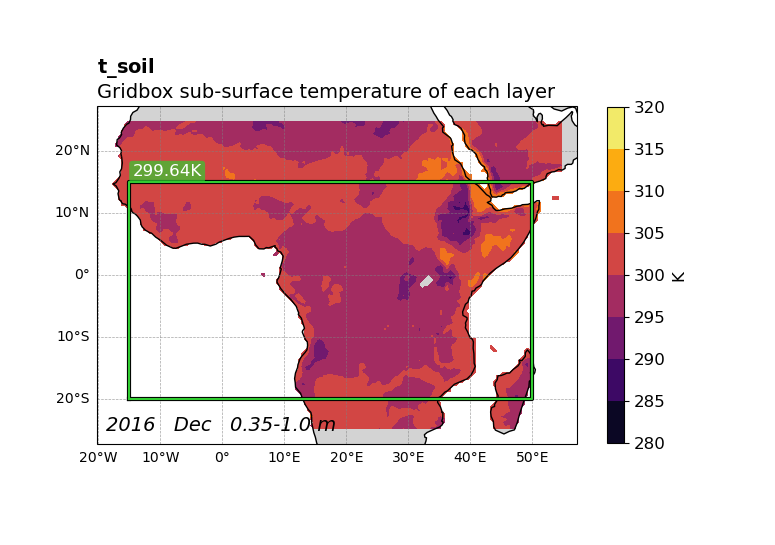 t_soil
Gridbox sub-surface temperature of each layer
299.64K
20°N
10°N
0°
10°S
20°S
2016 Dec 0.35-1.0 m
20°W 10°W 0° 10°E 20°E 30°E 40°E 50°E
320
315
310
305
300
295
290
285
280
K